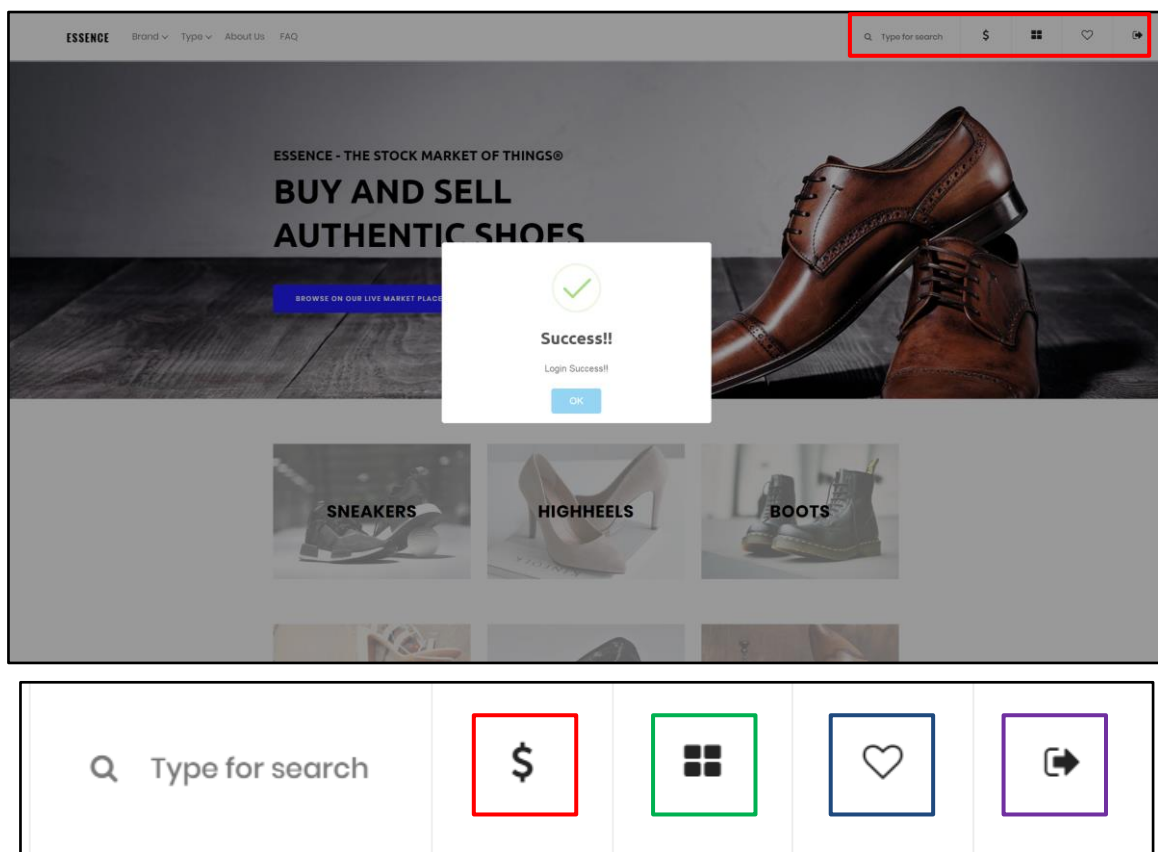 ESSENCE Brand Type About Us FAQ Type for search $
ESSENCE - THE STOCK MARKET OF THINGS®
BUY AND SELL
AUTHENTIC SHOES
BROWSE ON OUR LIVE MARKET PLACE
Success!!
Login Success!!
OK
SNEAKERS HIGHHEELS BOOTS
Type for search $